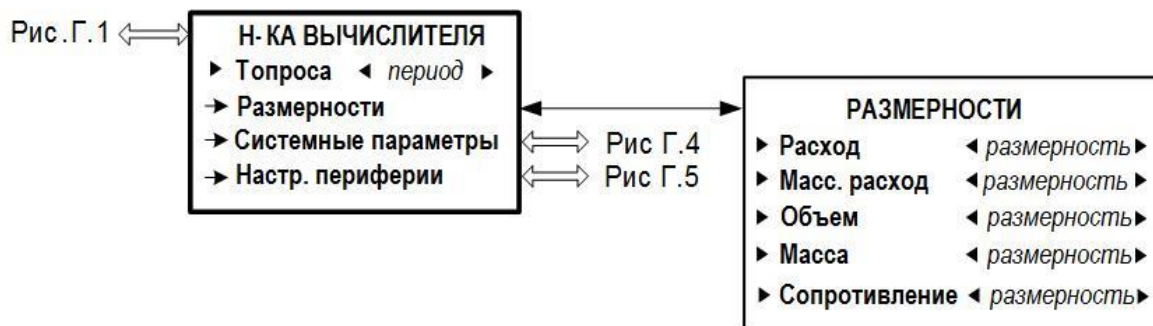 Рис.Г.1
Н-КА ВЫЧИСЛИТЕЛЯ
Топроса период
Размерности
Системные параметры
Настр. периферии
Рис Г.4
Рис Г.5
РАЗМЕРНОСТИ
Расход размерность
Масс. расход размерность
Объем размерность
Масса размерность
Сопротивление размерность